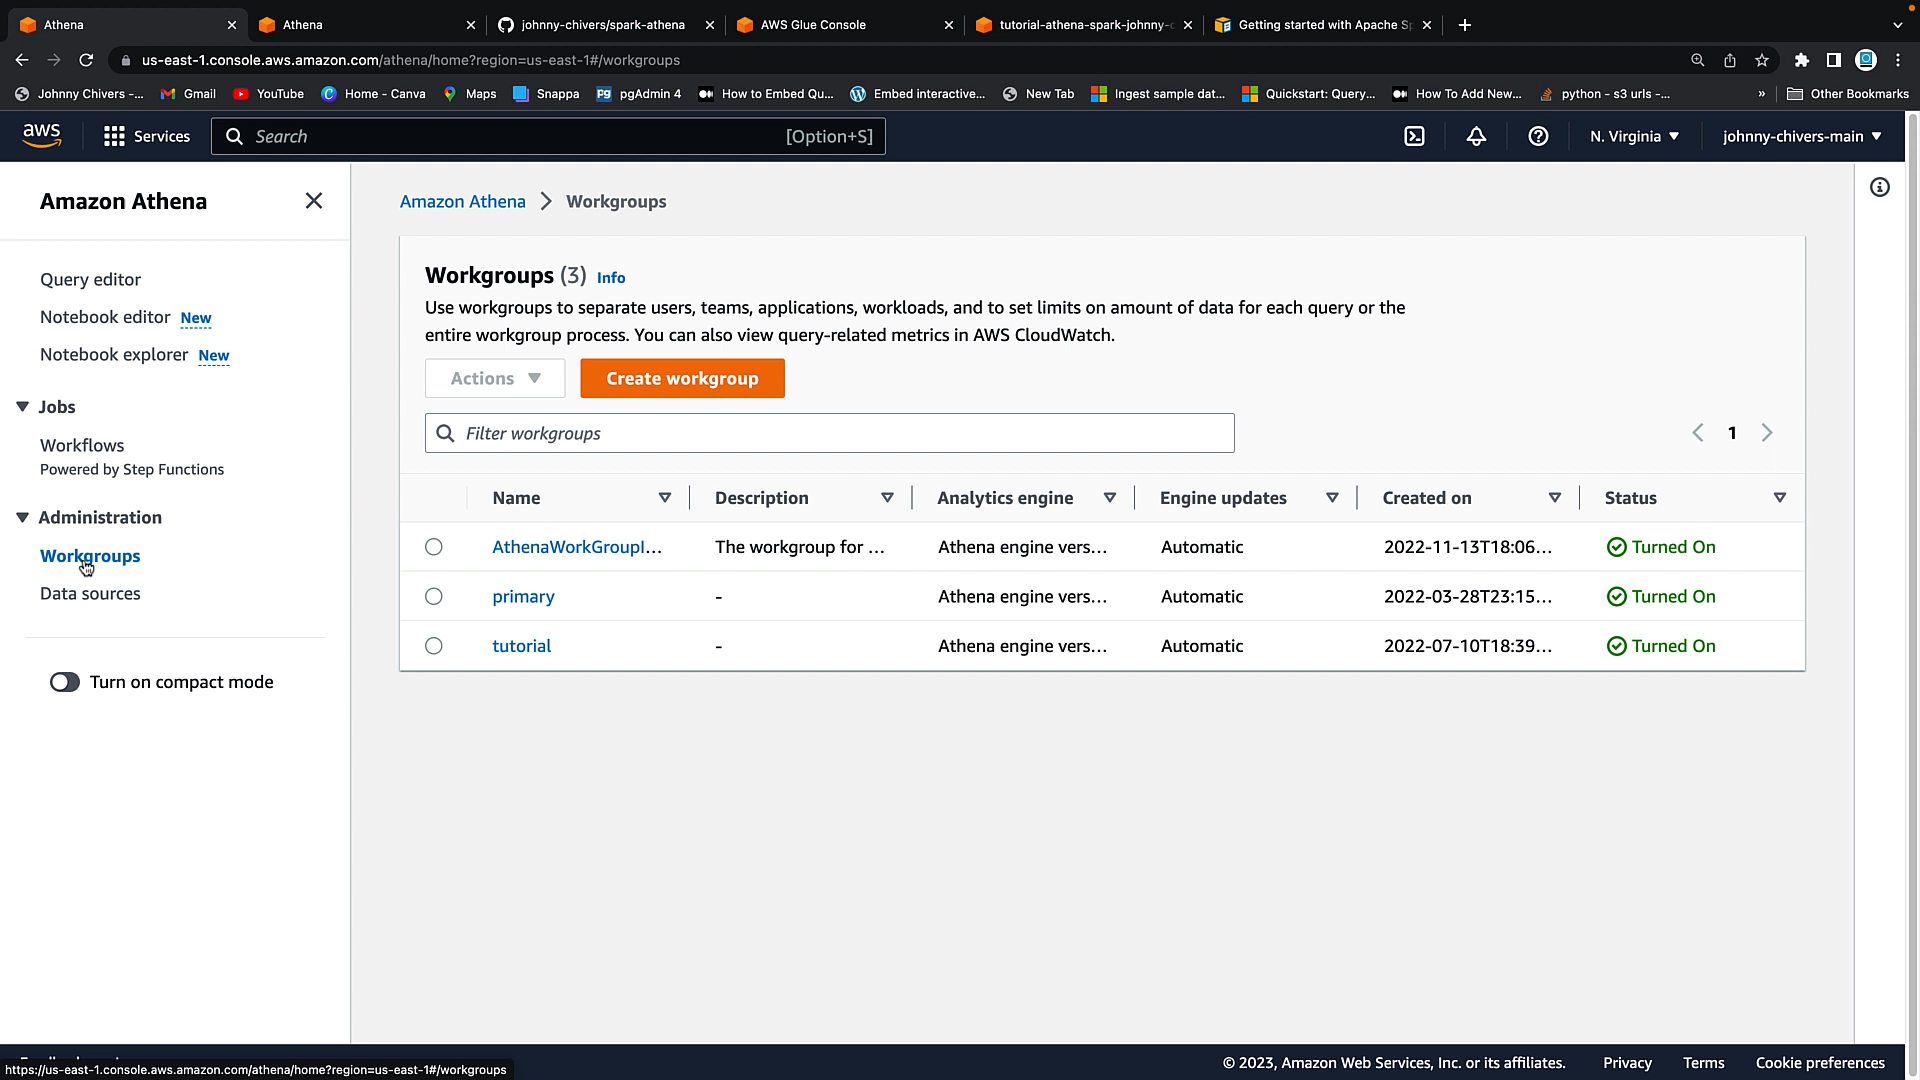 Athena
Athena
johnny-chivers/spark-athena
AWS Glue Console
tutorial-athena-spark-johnny-
Getting started with Apache Sp
us-east-1.console.aws.amazon.com/athena/home?region=us-east-1#/workgroups
Johnny Chivers –...
Gmail
YouTube
Home - Canva
Maps
Snappa
pgAdmin 4
How to Embed Qu...
Embed interactive...
New Tab
Ingest sample dat...
Quickstart: Query...
How To Add New...
python - s3 urls -...
»
Other Bookmarks
aws
Services
Search
[Option+S]
N. Virginia
johnny-chivers-main
Amazon Athena
Query editor
Notebook editor New
Notebook explorer New
Jobs
Workflows
Powered by Step Functions
Administration
Workgroups
Data sources
Turn on compact mode
Amazon Athena > Workgroups
Workgroups (3) Info
Use workgroups to separate users, teams, applications, workloads, and to set limits on amount of data for each query or the
entire workgroup process. You can also view query-related metrics in AWS CloudWatch.
Actions
Create workgroup
Filter workgroups
1
Name Description Analytics engine Engine updates Created on Status
AthenaWorkGroupI... The workgroup for ... Athena engine vers... Automatic 2022-11-13T18:06... Turned On
primary - Athena engine vers... Automatic 2022-03-28T23:15... Turned On
tutorial - Athena engine vers... Automatic 2022-07-10T18:39... Turned On
https://us-east-1.console.aws.amazon.com/athena/home?region=us-east-1#/workgroups
© 2023, Amazon Web Services, Inc. or its affiliates.
Privacy
Terms
Cookie preferences